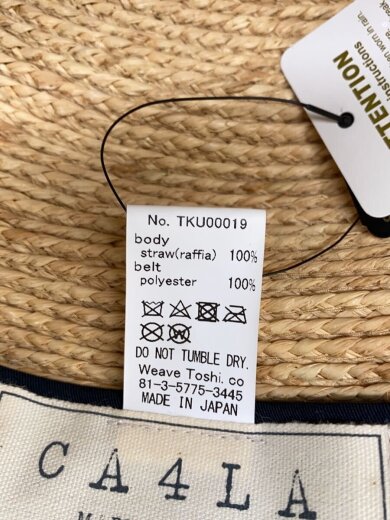 ATTENTION
No. TKU00019
body
straw(raffia) 100%
belt
polyester 100%
W
DO NOT TUMBLE DRY.
Weave Toshi.co
81-3-5775-3445
MADE IN JAPAN
CA4LA